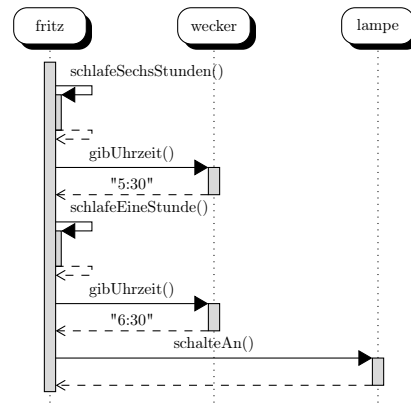 fritz
wecker
lampe
schlafeSechsStunden()
gibUhrzeit()
"5:30"
schlafeEineStunde()
gibUhrzeit()
"6:30"
schalteAn()